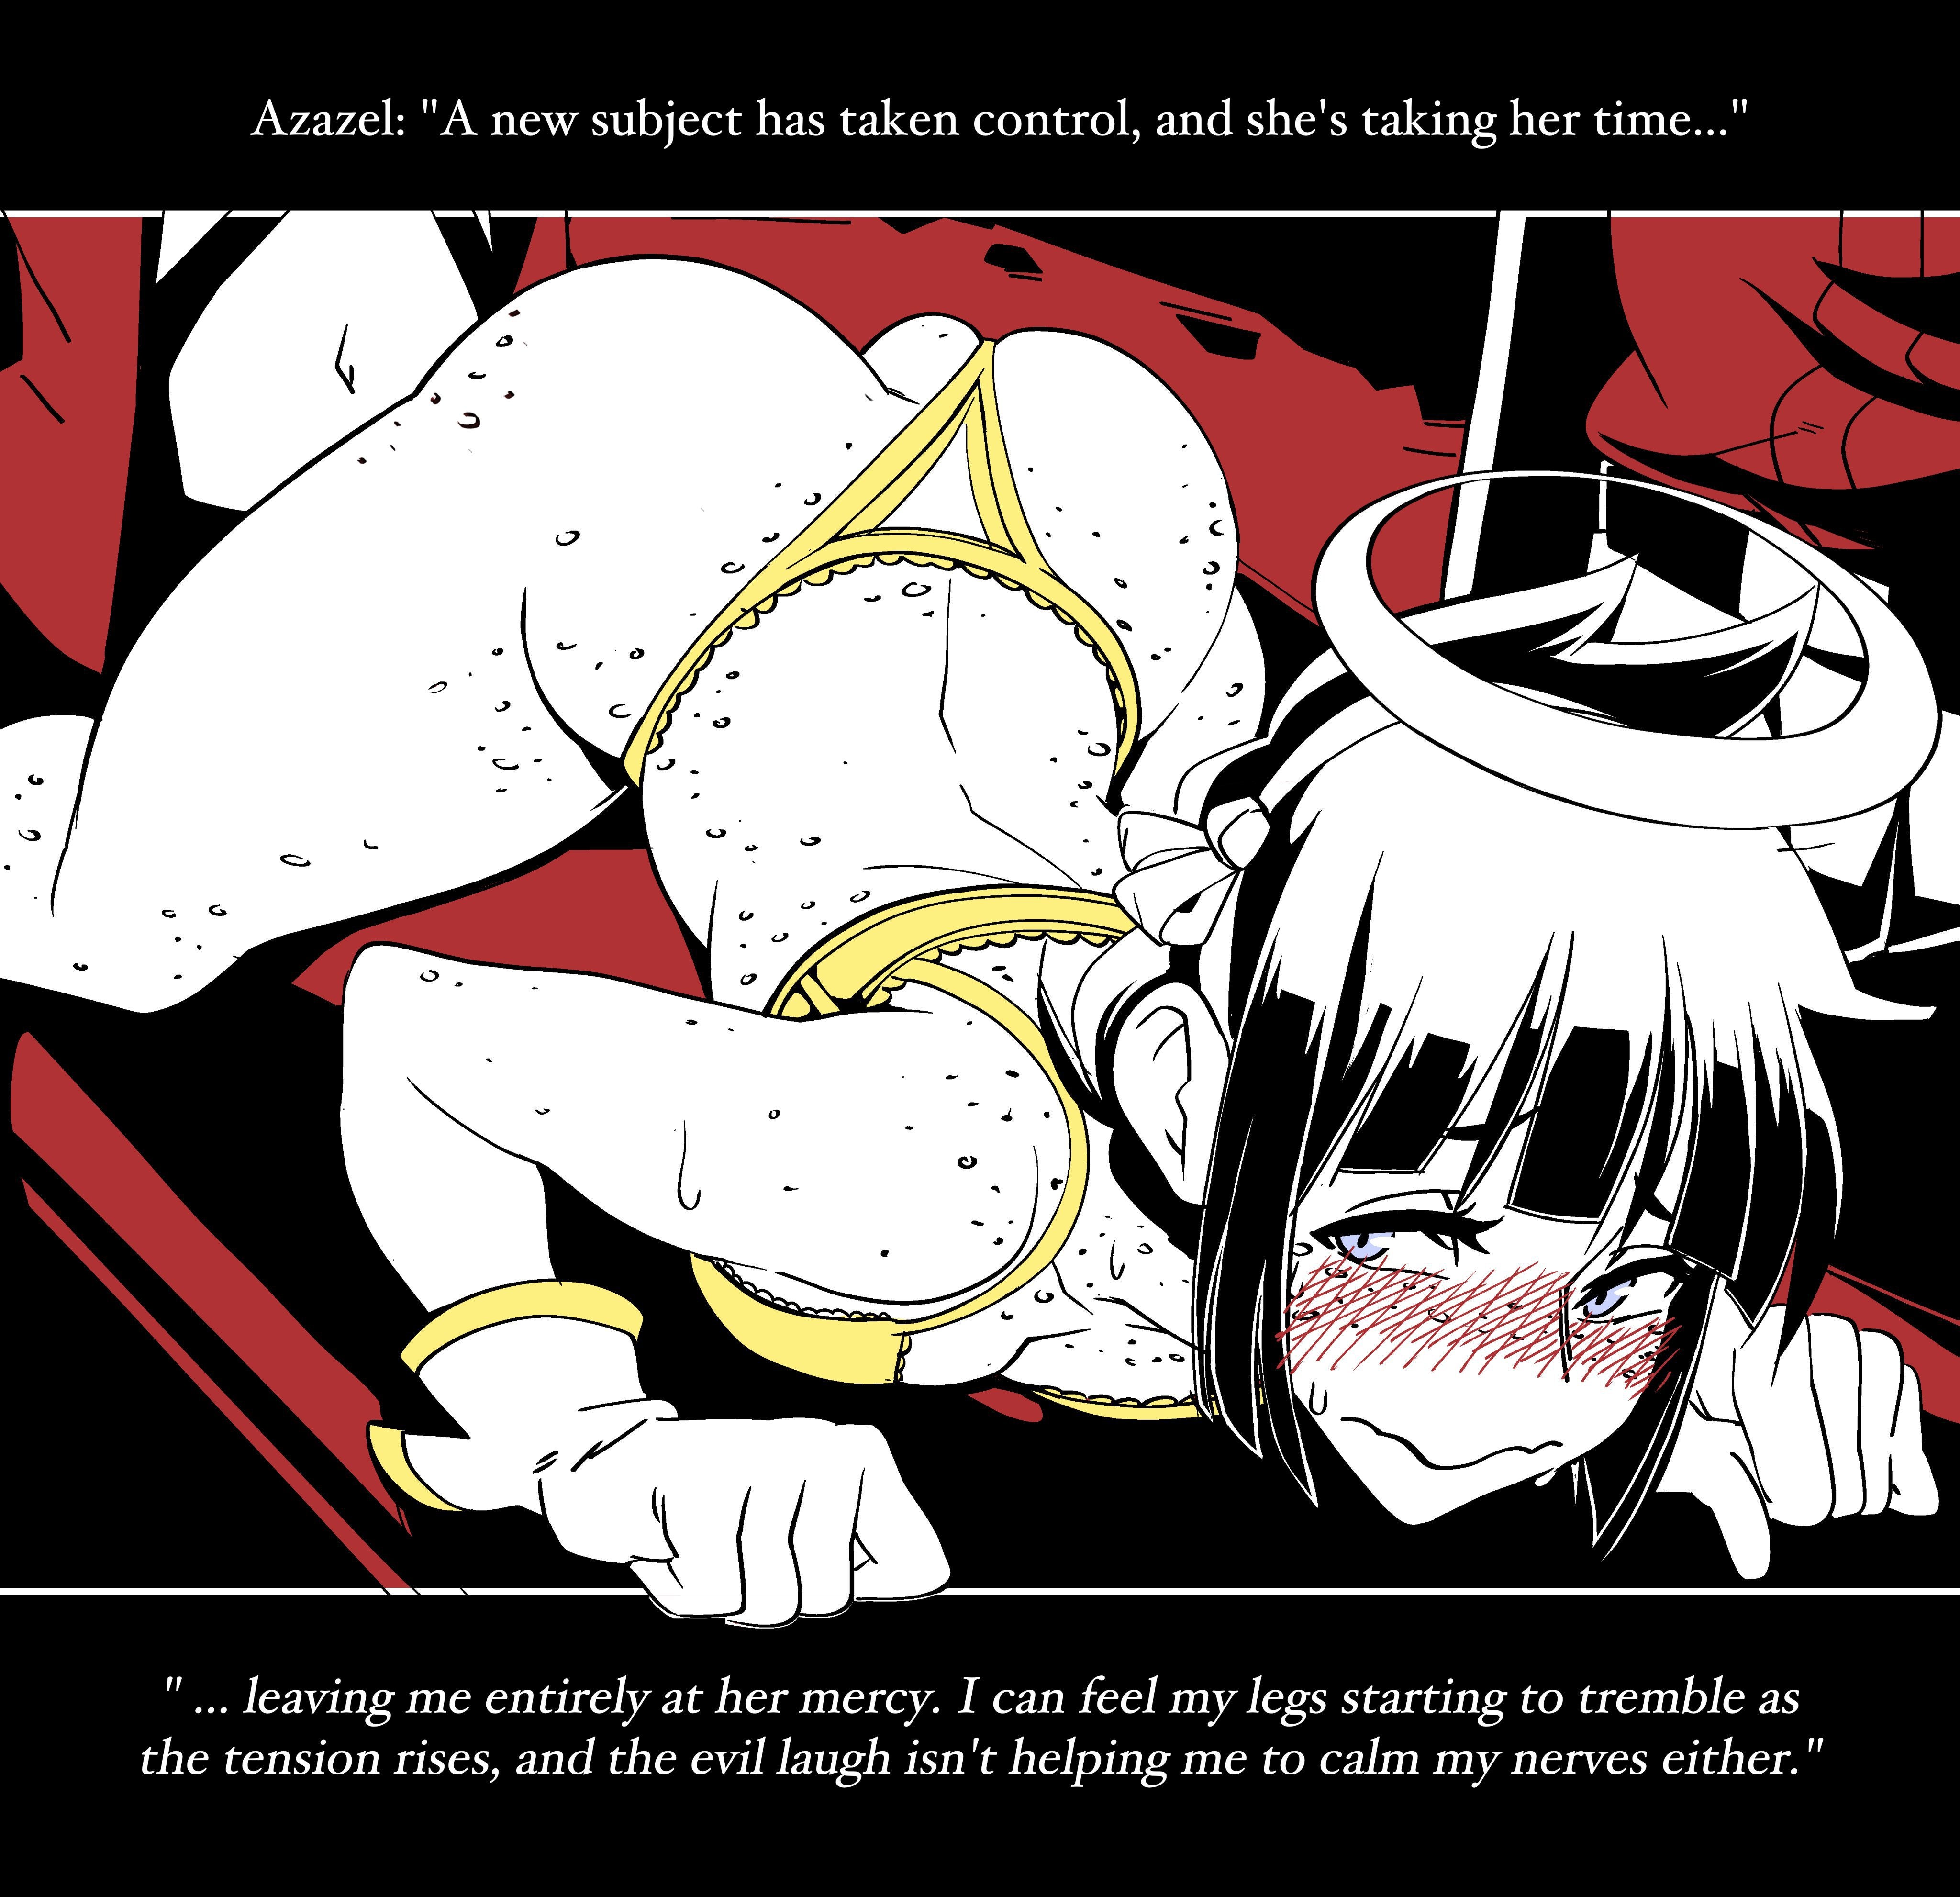 Azazel: "A new subject has taken control, and she's taking her time..."
" ... leaving me entirely at her mercy. I can feel my legs starting to tremble as
the tension rises, and the evil laugh isn't helping me to calm my nerves either."